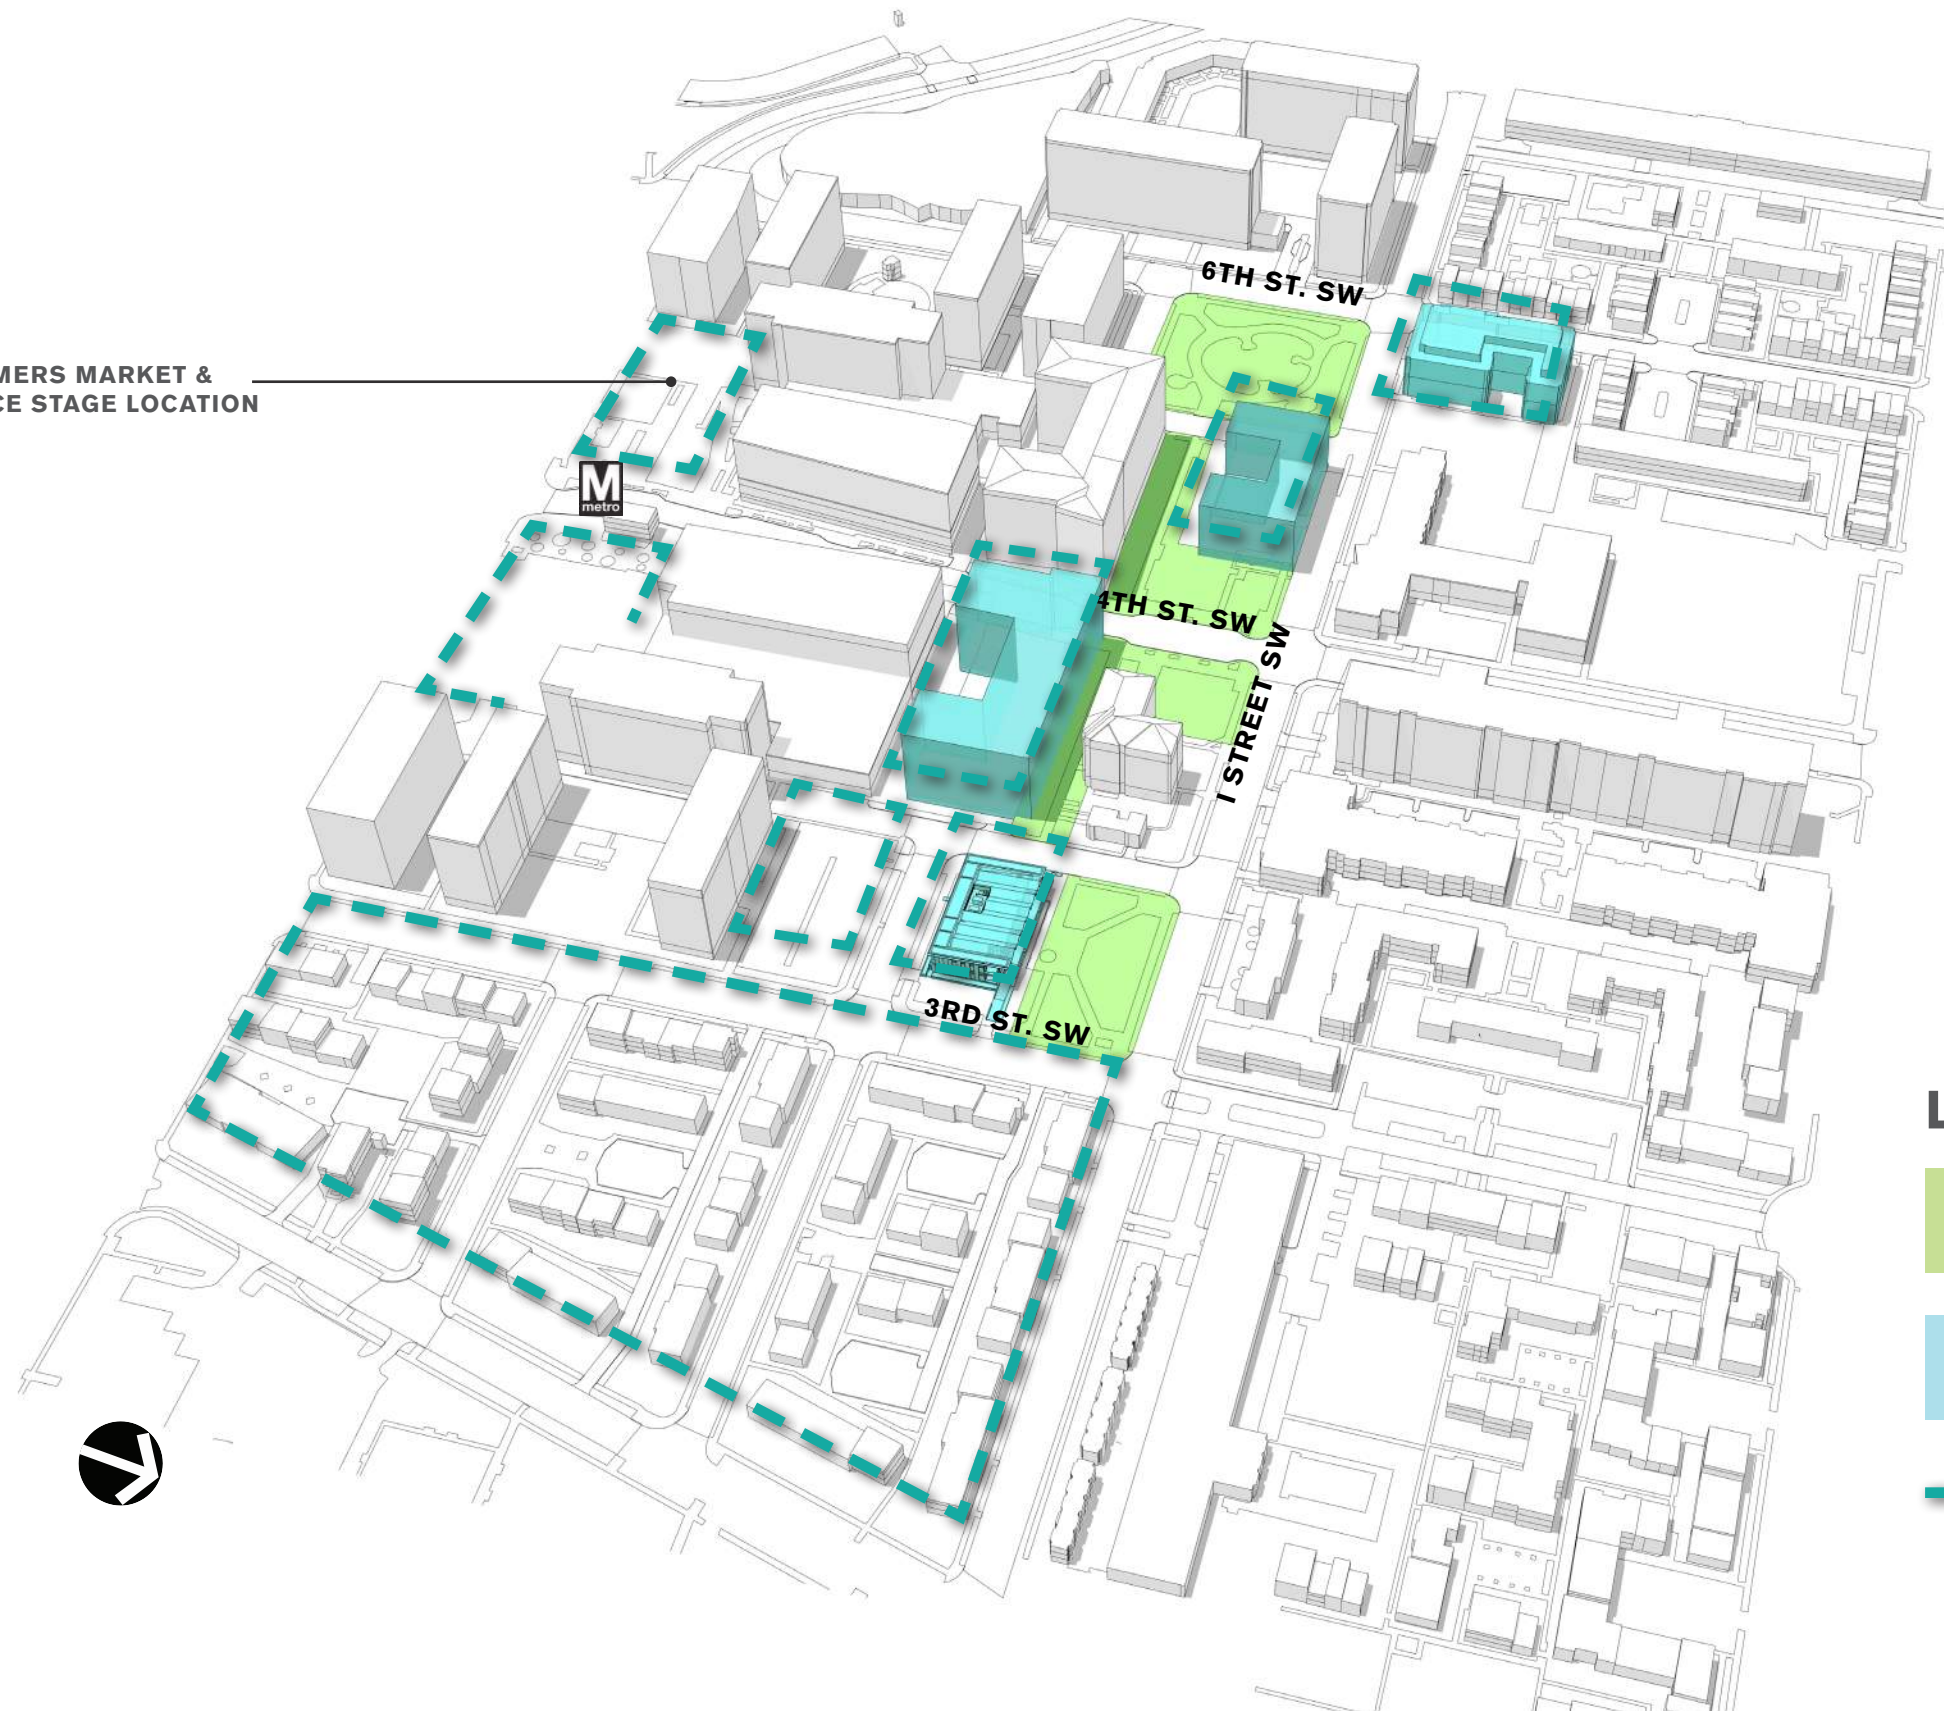 6TH ST. SW
MERS MARKET &
CE STAGE LOCATION
M
metro
4TH ST. SW
I STREET SW
3RD ST. SW
L